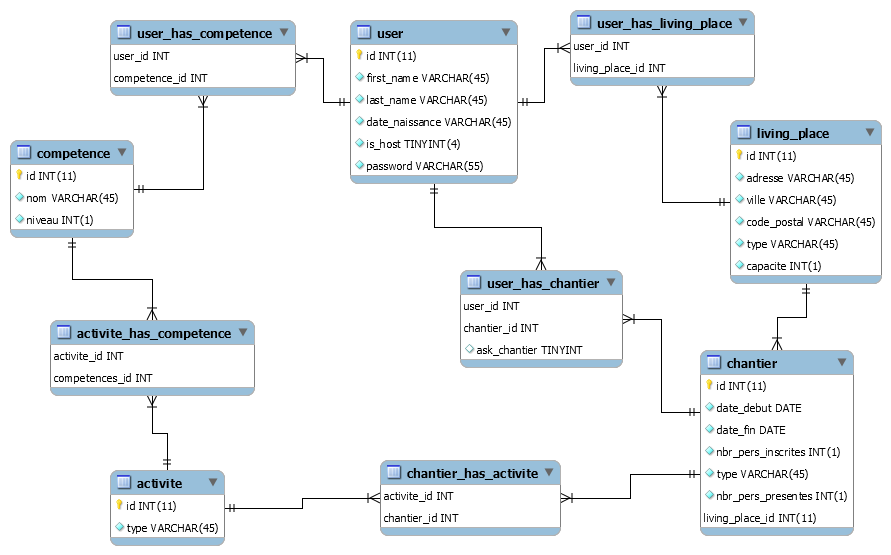 user_has_competence
user_id INT
competence_id INT
user
id INT(11)
first_name VARCHAR(45)
last_name VARCHAR(45)
date_naissance VARCHAR(45)
is_host TINYINT(4)
password VARCHAR(55)
user_has_living_place
user_id INT
living_place_id INT
competence
id INT(11)
nom VARCHAR(45)
niveau INT(1)
living_place
id INT(11)
adresse VARCHAR(45)
ville VARCHAR(45)
code_postal VARCHAR(45)
type VARCHAR(45)
capacite INT(1)
user_has_chantier
user_id INT
chantier_id INT
ask_chantier TINYINT
activite_has_competence
activite_id INT
competences_id INT
chantier
id INT(11)
date_debut DATE
date_fin DATE
nbr_pers_inscrites INT(1)
type VARCHAR(45)
nbr_pers_presentes INT(1)
living_place_id INT(11)
activite
id INT(11)
type VARCHAR(45)
chantier_has_activite
activite_id INT
chantier_id INT